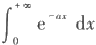 ∫₀⁺∞ e⁻ᵃˣ dx